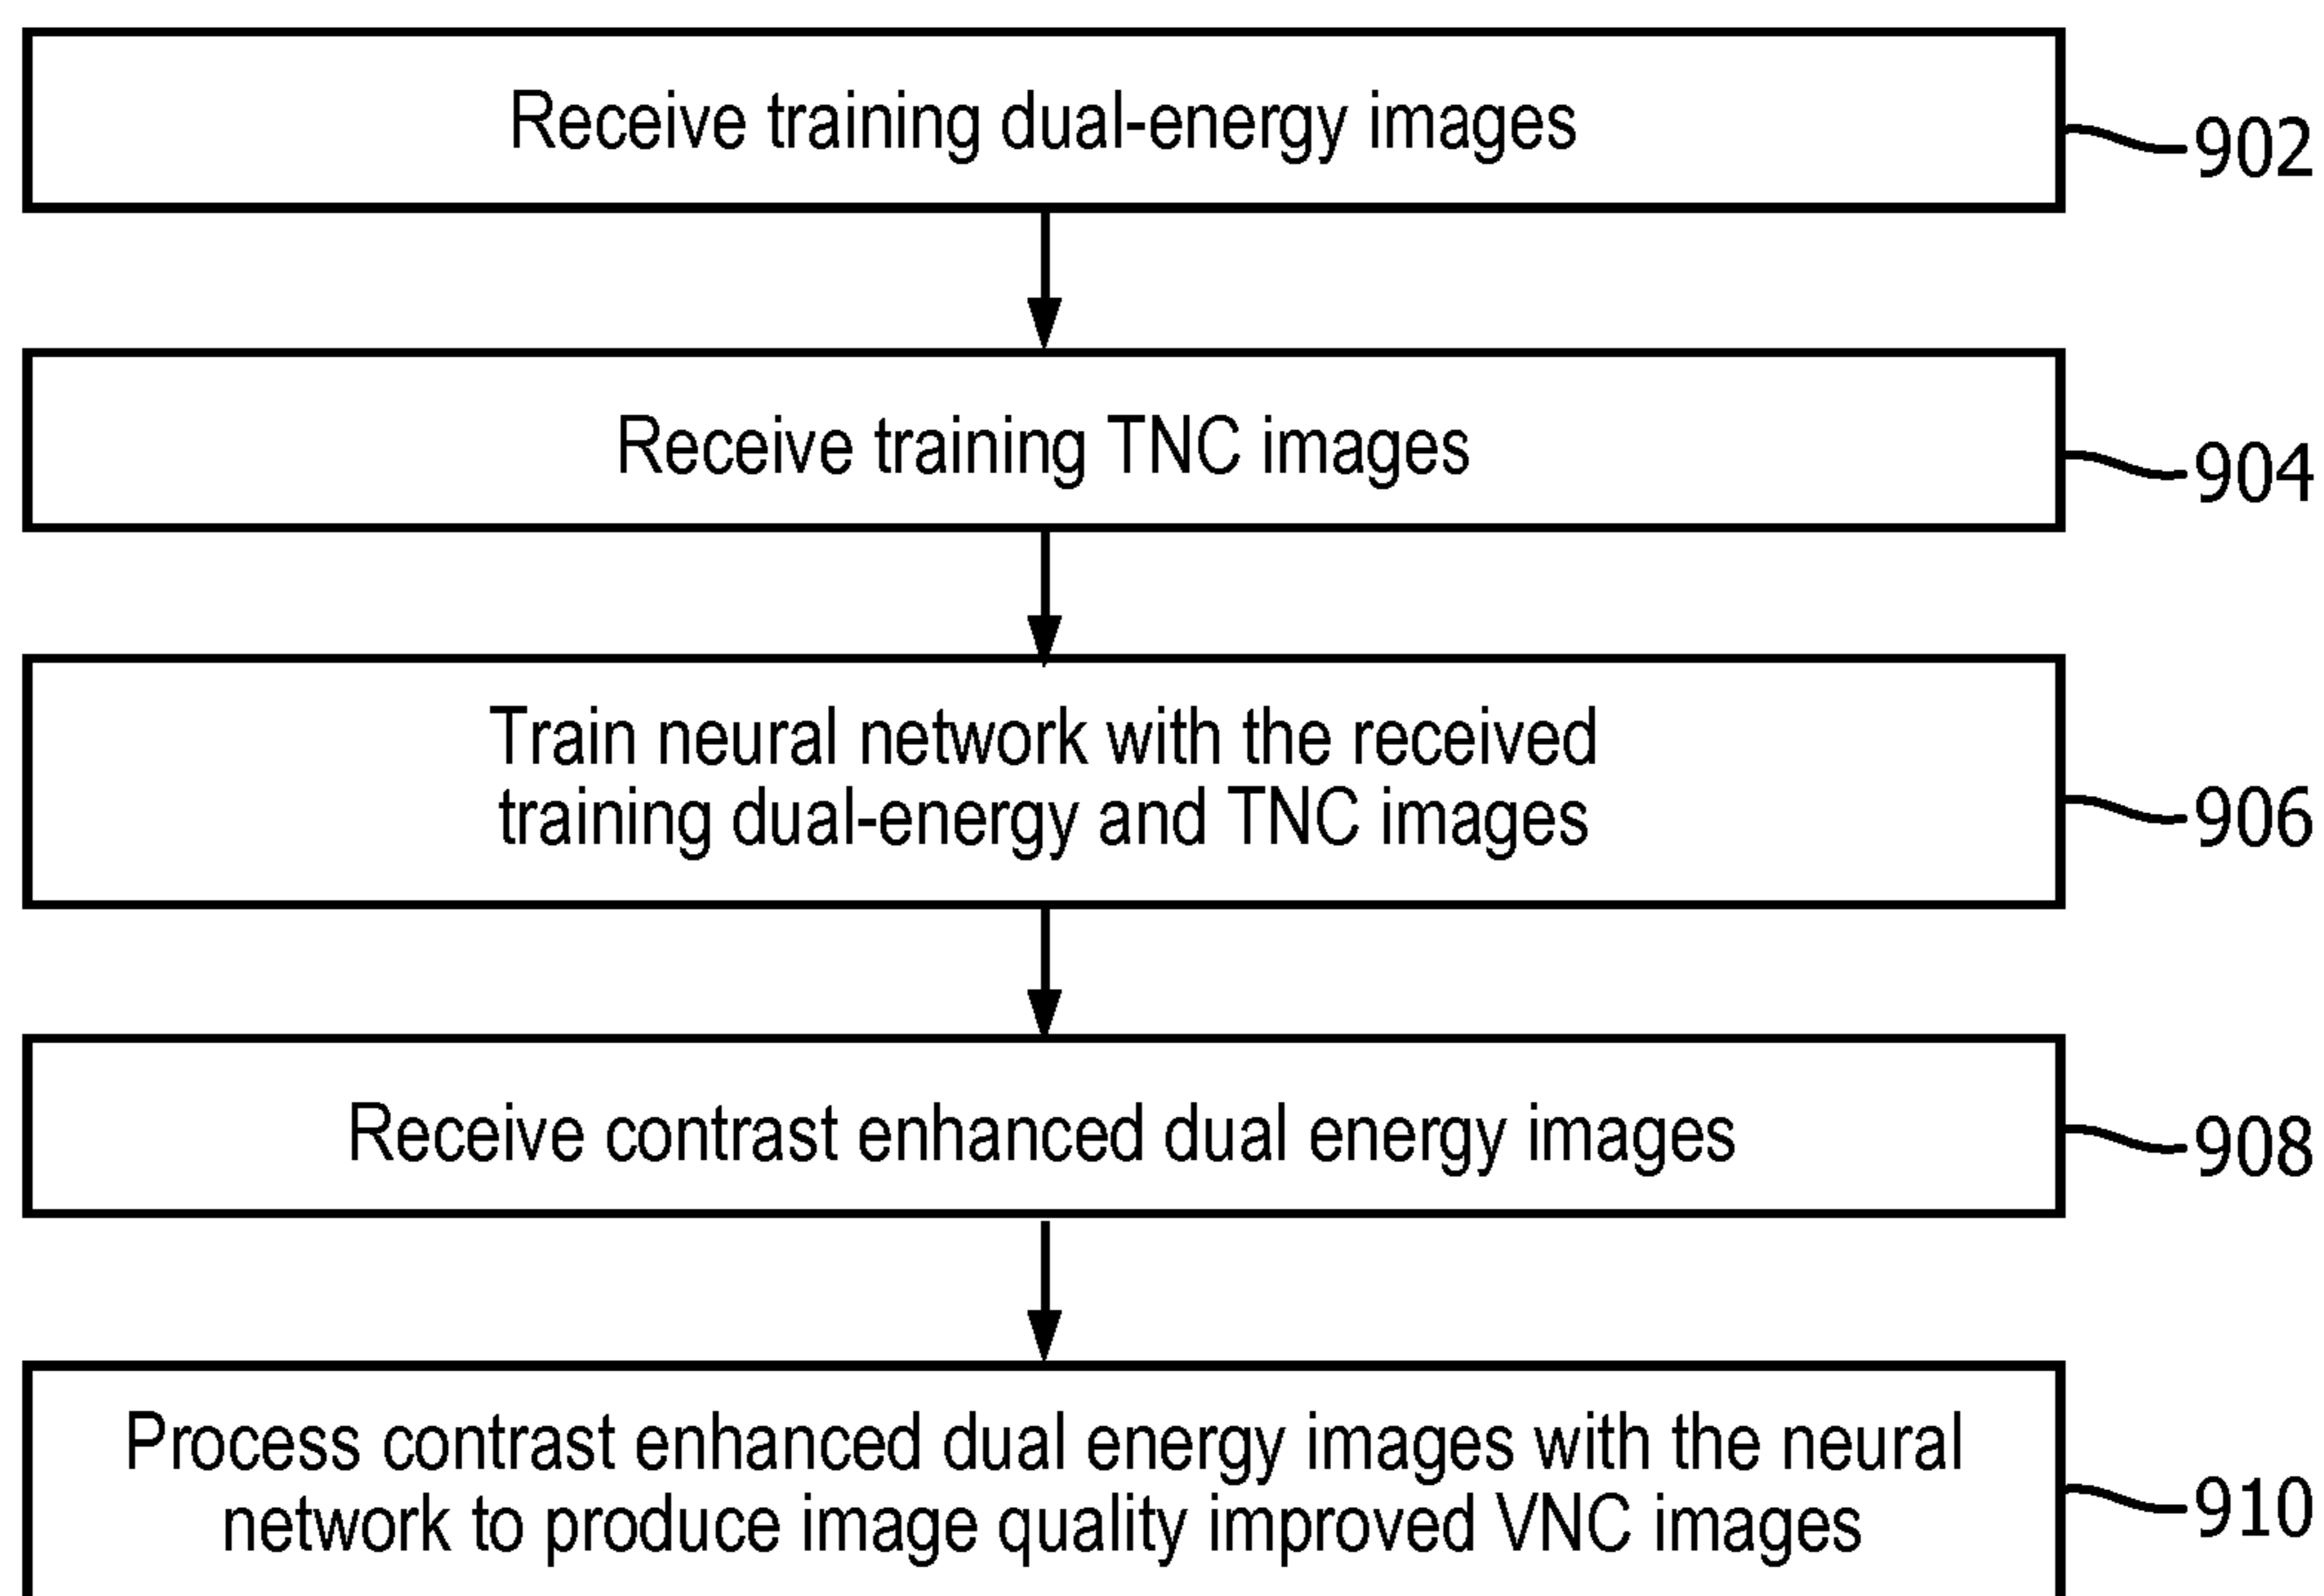 Receive training dual-energy images
902
Receive training TNC images
904
Train neural network with the received
training dual-energy and TNC images
906
Receive contrast enhanced dual energy images
908
Process contrast enhanced dual energy images with the neural
network to produce image quality improved VNC images
910